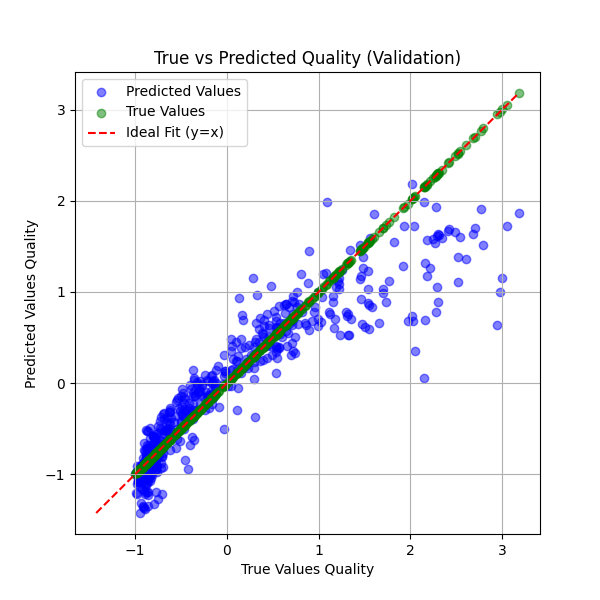 True vs Predicted Quality (Validation)
Predicted Values
True Values
Ideal Fit (y=x)
Predicted Values Quality
3
2
1
0
−1
−1 0 1 2 3
True Values Quality